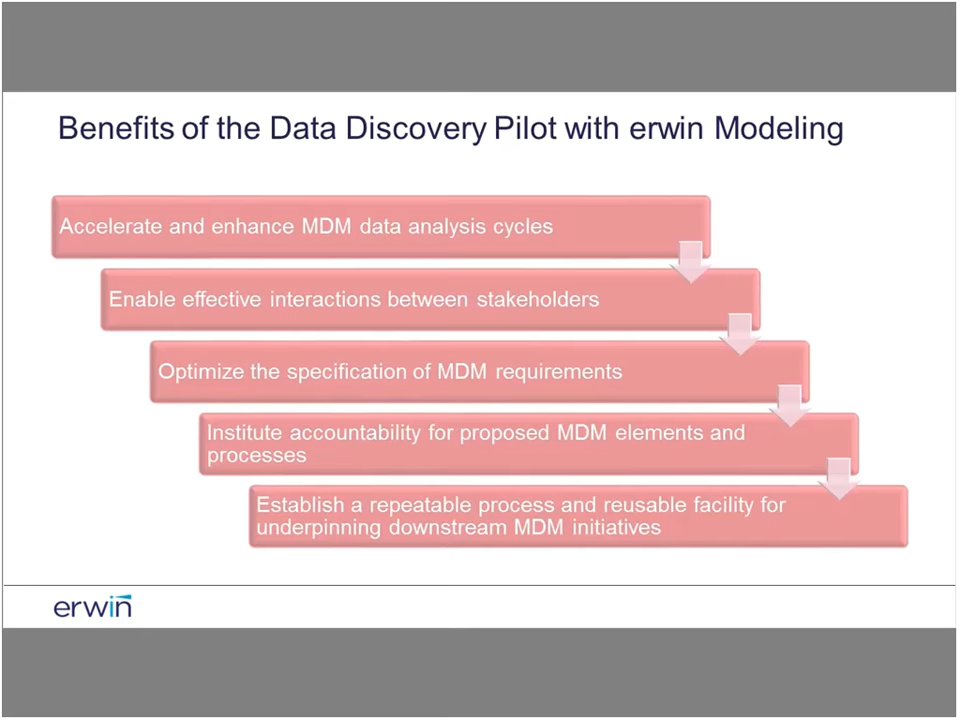 Benefits of the Data Discovery Pilot with erwin Modeling
Accelerate and enhance MDM data analysis cycles
Enable effective interactions between stakeholders
Optimize the specification of MDM requirements
Institute accountability for proposed MDM elements and
processes
Establish a repeatable process and reusable facility for
underpinning downstream MDM initiatives
erwin